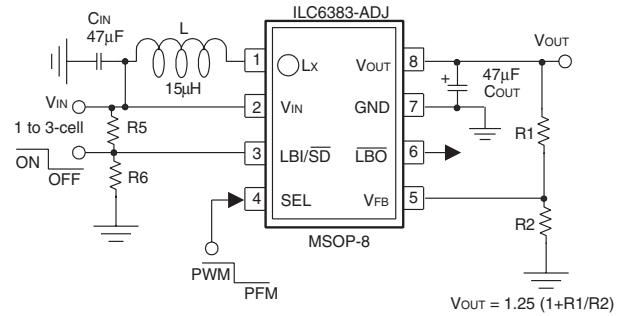 ILC6383-ADJ
CIN
47µF
L
15µH
1
LX
VOUT
8
VOUT
+
47µF
COUT
VIN
2
VIN
GND
7
1 to 3-cell
R5
R1
ON
OFF
3
LBI/SD
LBO
6
R6
4
SEL
VFB
5
R2
MSOP-8
PWM
PFM
VOUT = 1.25 (1+R1/R2)